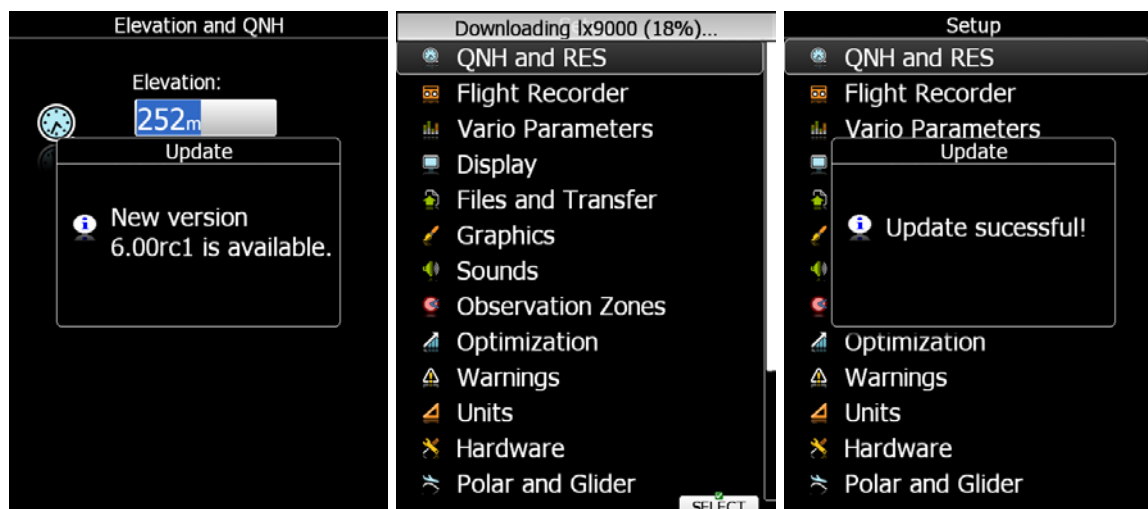 Elevation and QNH
Elevation:
252m
Update
New version
6.00rc1 is available.
Downloading lx9000 (18%)...
QNH and RES
Flight Recorder
Vario Parameters
Display
Files and Transfer
Graphics
Sounds
Observation Zones
Optimization
Warnings
Units
Hardware
Polar and Glider
SELECT
Setup
QNH and RES
Flight Recorder
Vario Parameters
Update
Update sucessful!
Optimization
Warnings
Units
Hardware
Polar and Glider